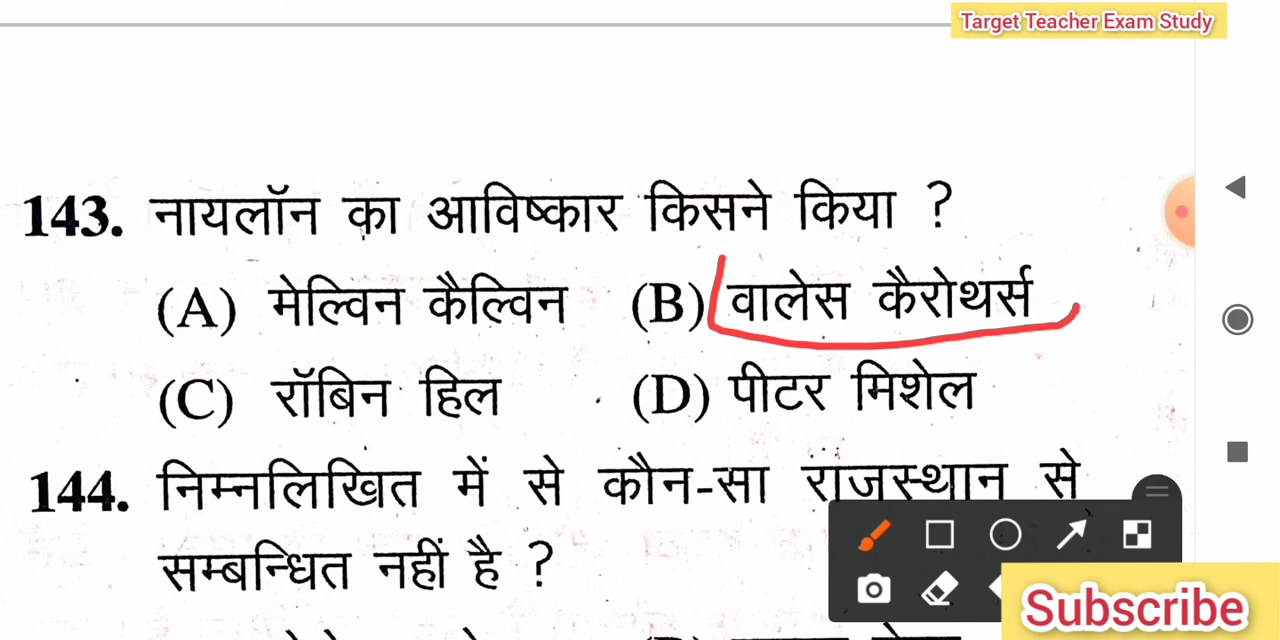 Target Teacher Exam Study
143. नायलॉन का आविष्कार किसने किया ?
(A) मेल्विन कैल्विन (B) वालेस कैरोथर्स
(C) रॉबिन हिल (D) पीटर मिशेल
144. निम्नलिखित में से कौन-सा राजस्थान से
सम्बन्धित नहीं है ?
Subscribe